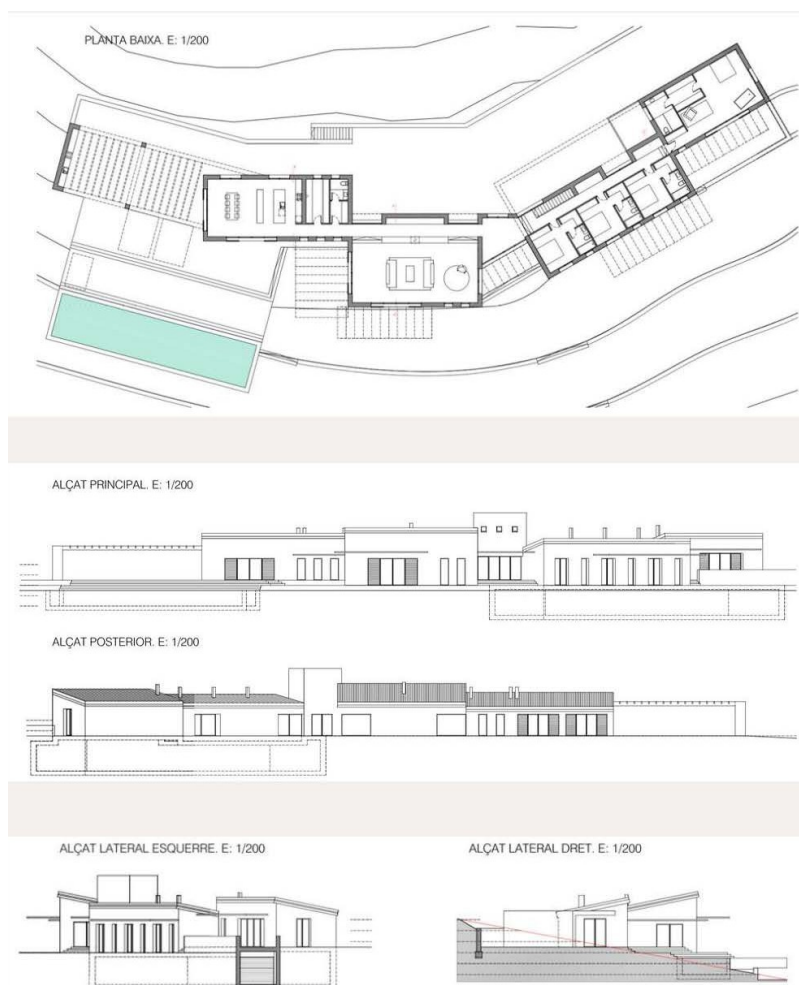 PLANTA BAIXA. E: 1/200
ALÇAT PRINCIPAL. E: 1/200
ALÇAT POSTERIOR. E: 1/200
ALÇAT LATERAL ESQUERRE. E: 1/200
ALÇAT LATERAL DRET. E: 1/200